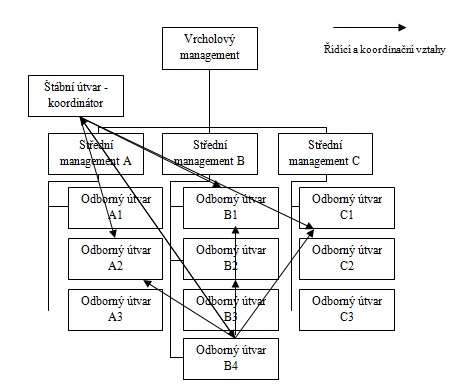 Vrcholový
management
Řídící a koordinační vztahy
Štábní útvar -
koordinátor
Střední
management A
Střední
management B
Střední
management C
Odborný útvar
A1
Odborný útvar
B1
Odborný útvar
C1
Odborný útvar
A2
Odborný útvar
B2
Odborný útvar
C2
Odborný útvar
A3
Odborný útvar
B3
Odborný útvar
C3
Odborný útvar
B4